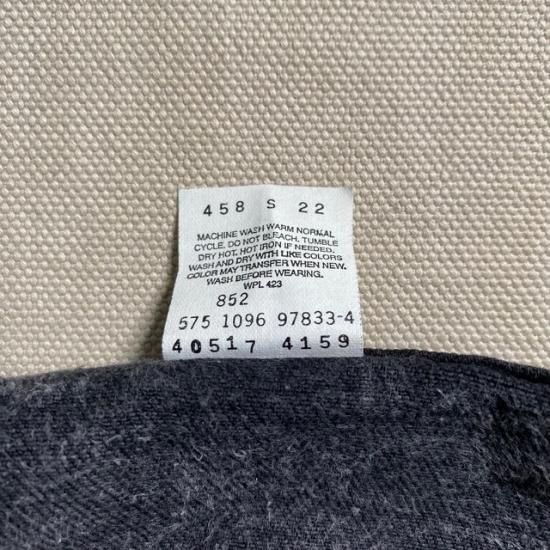 458 S 22
MACHINE WASH WARM NORMAL
CYCLE. DO NOT BLEACH. TUMBLE
DRY HOT. HOT IRON IF NEEDED.
WASH AND DRY WITH LIKE COLORS
COLOR MAY TRANSFER WHEN NEW.
WASH BEFORE WEARING.
WPL 423
852
575 1096 97833-4
40517 4159